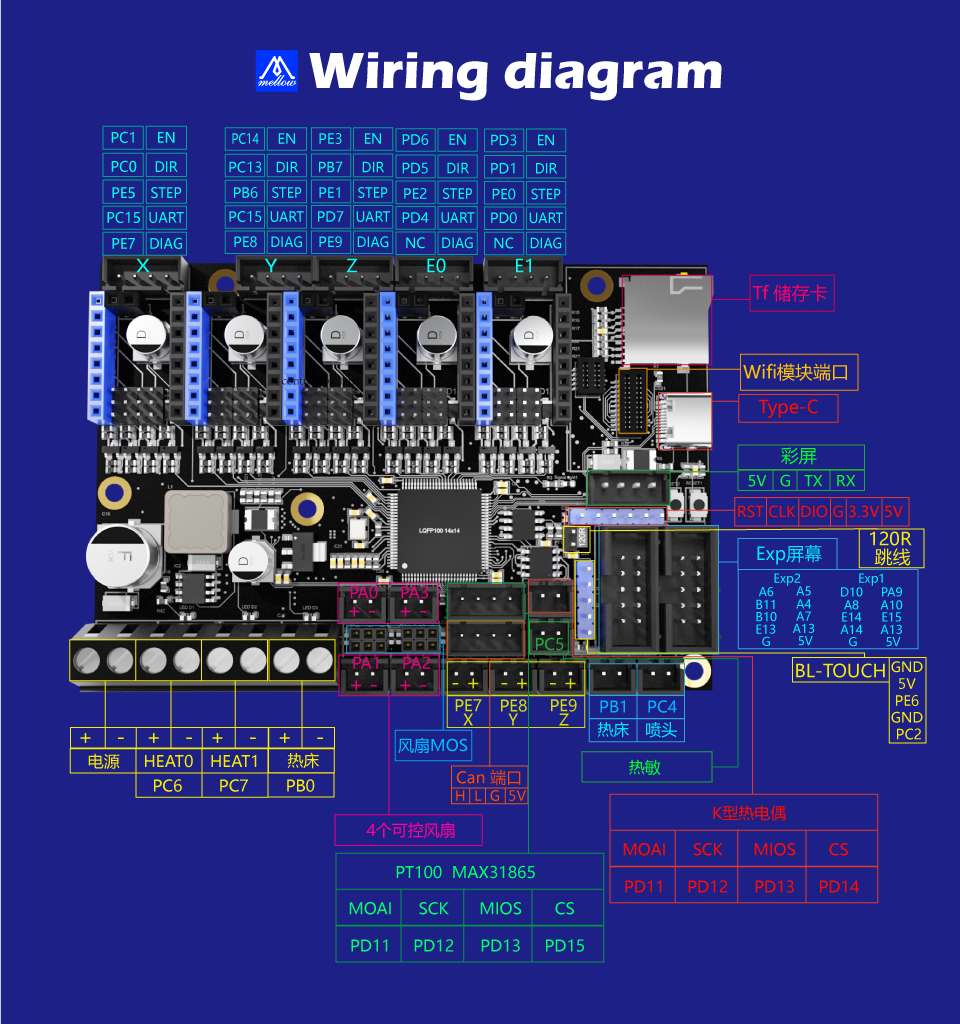 mellow
Wiring diagram
PC1 EN PC14 EN PE3 EN PD6 EN PD3 EN
PC0 DIR PC13 DIR PB7 DIR PD5 DIR PD1 DIR
PE5 STEP PB6 STEP PE1 STEP PE2 STEP PE0 STEP
PC15 UART PC15 UART PD7 UART PD4 UART PD0 UART
PE7 DIAG PE8 DIAG PE9 DIAG NC DIAG NC DIAG
X Y Z E0 E1
Tf 储存卡
Wifi模块端口
Type-C
彩屏
5V G TX RX
RST CLK DIO G 3.3V 5V
LQFP100 14x14
120R
120R
跳线
Exp屏幕
Exp2 Exp1
A6 A5 D10 PA9
B11 A4 A8 A10
B10 A7 E14 E15
E13 A13 A14 A13
G 5V G 5V
PA0 PA3
+ - + -
PC5
PA1 PA2
+ - + -
- + - + - +
PE7 PE8 PE9
X Y Z
PB1 PC4
热床 喷头
BL-TOUCH
GND
5V
PE6
GND
PC2
+ - + - + - + -
电源 HEAT0 HEAT1 热床
PC6 PC7 PB0
风扇MOS
热敏
Can 端口
H L G 5V
4个可控风扇
K型热电偶
MOAI SCK MIOS CS
PD11 PD12 PD13 PD14
PT100 MAX31865
MOAI SCK MIOS CS
PD11 PD12 PD13 PD15